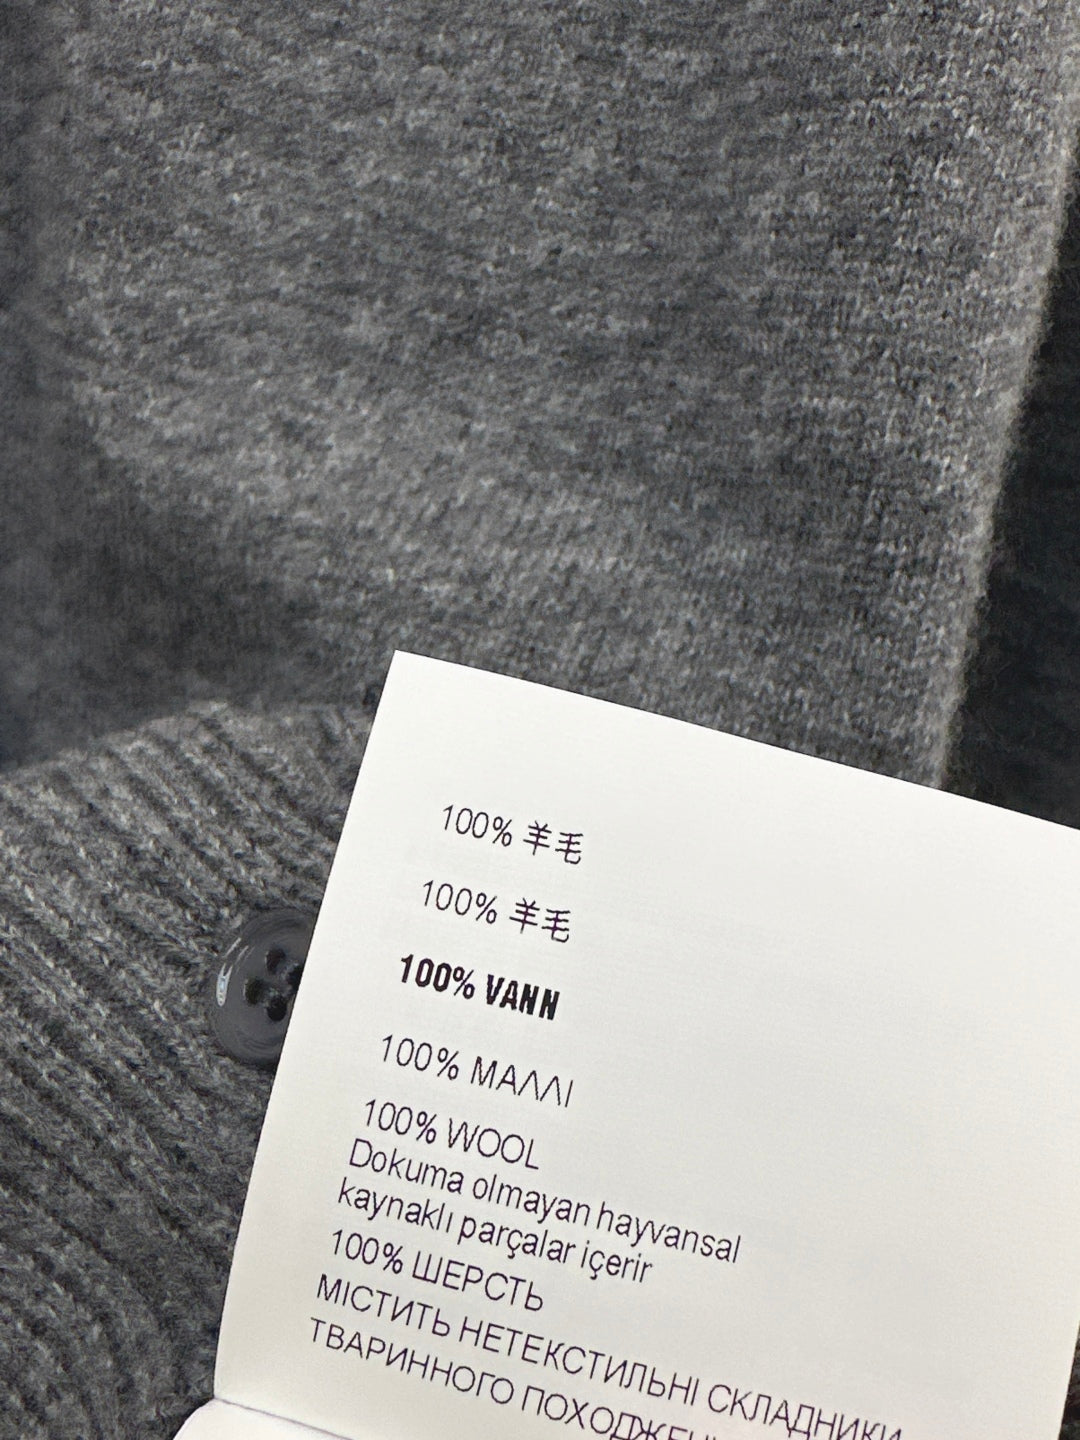 100% 羊毛
100% 羊毛
100% VANN
100% ΜΑΛΛΙ
100% WOOL
Dokuma olmayan hayvansal
kaynaklı parçalar içerir
100% ШЕРСТЬ
МІСТИТЬ НЕТЕКСТИЛЬНІ СКЛАДНИКИ
ТВАРИННОГО